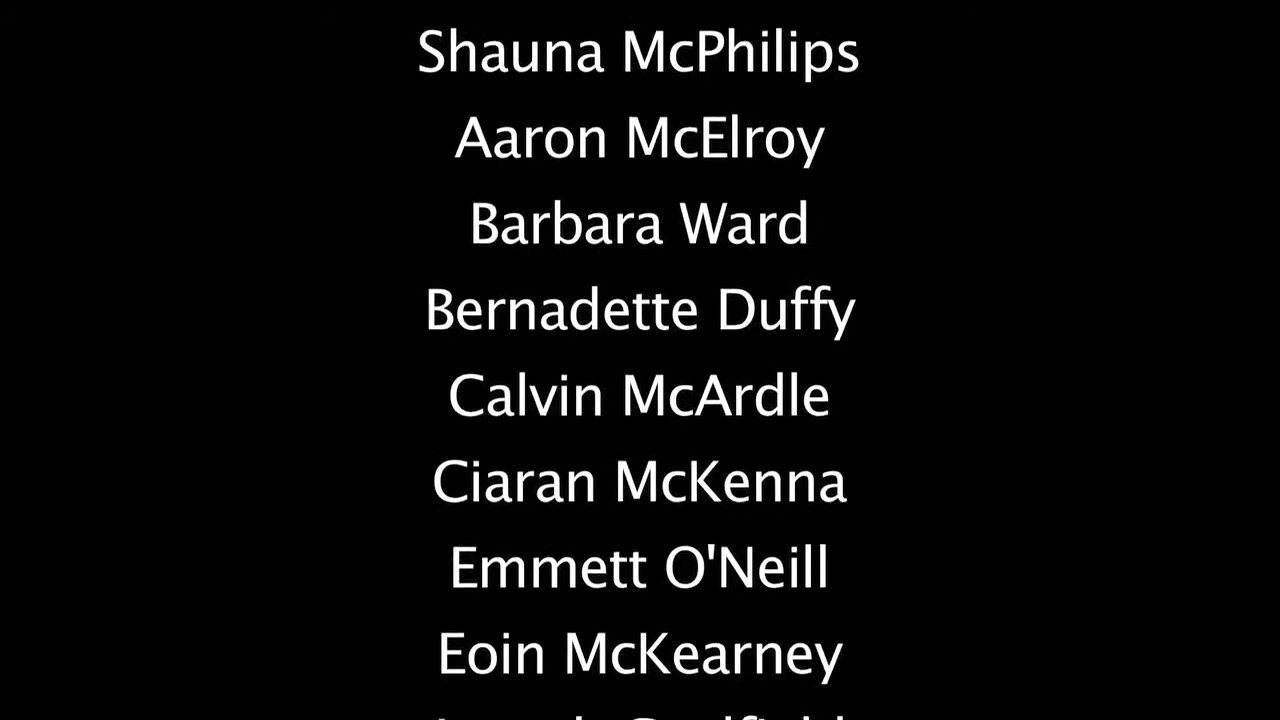 Shauna McPhilips
Aaron McElroy
Barbara Ward
Bernadette Duffy
Calvin McArdle
Ciaran McKenna
Emmett O'Neill
Eoin McKearney